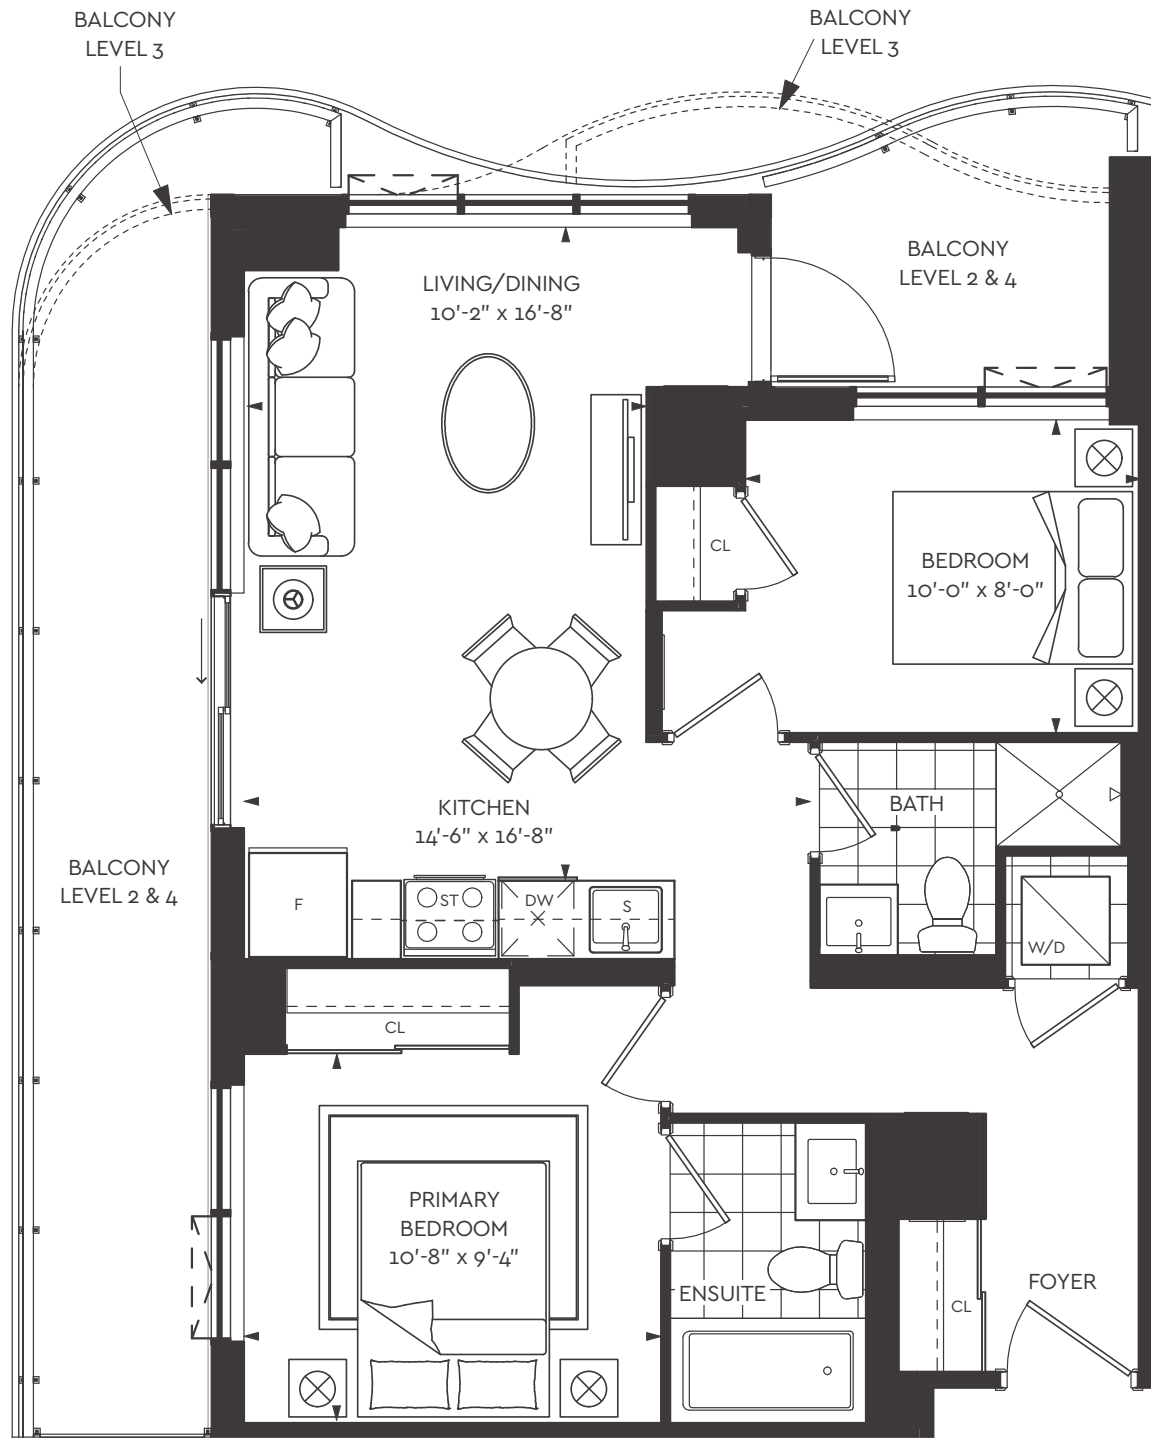 BALCONY
LEVEL 3
BALCONY
LEVEL 3
LIVING/DINING
10'-2" x 16'-8"
BALCONY
LEVEL 2 & 4
CL
BEDROOM
10'-0" x 8'-0"
KITCHEN
14'-6" x 16'-8"
BATH
BALCONY
LEVEL 2 & 4
F
ST
DW
S
W/D
CL
PRIMARY
BEDROOM
10'-8" x 9'-4"
ENSUITE
CL
FOYER